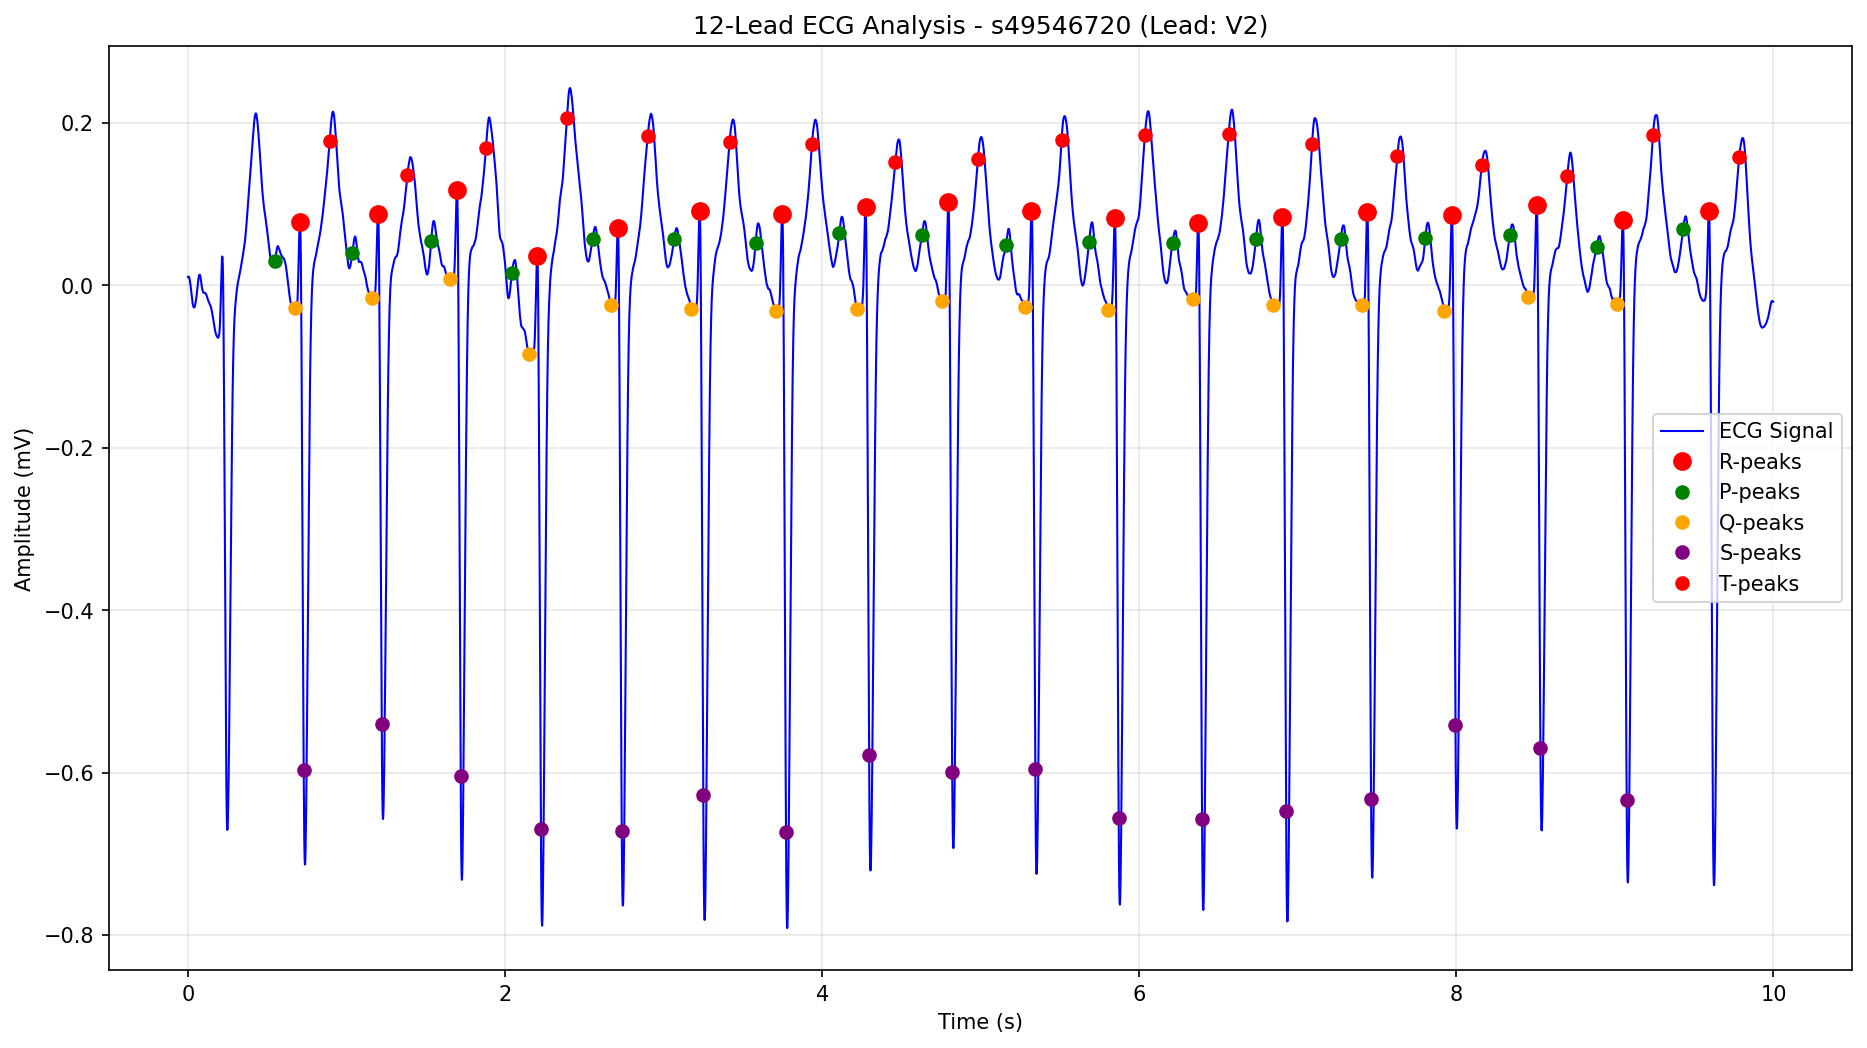 12-Lead ECG Analysis - s49546720 (Lead: V2)
0.2
0.0
−0.2
−0.4
−0.6
−0.8
Amplitude (mV)
ECG Signal
R-peaks
P-peaks
Q-peaks
S-peaks
T-peaks
0 2 4 6 8 10
Time (s)